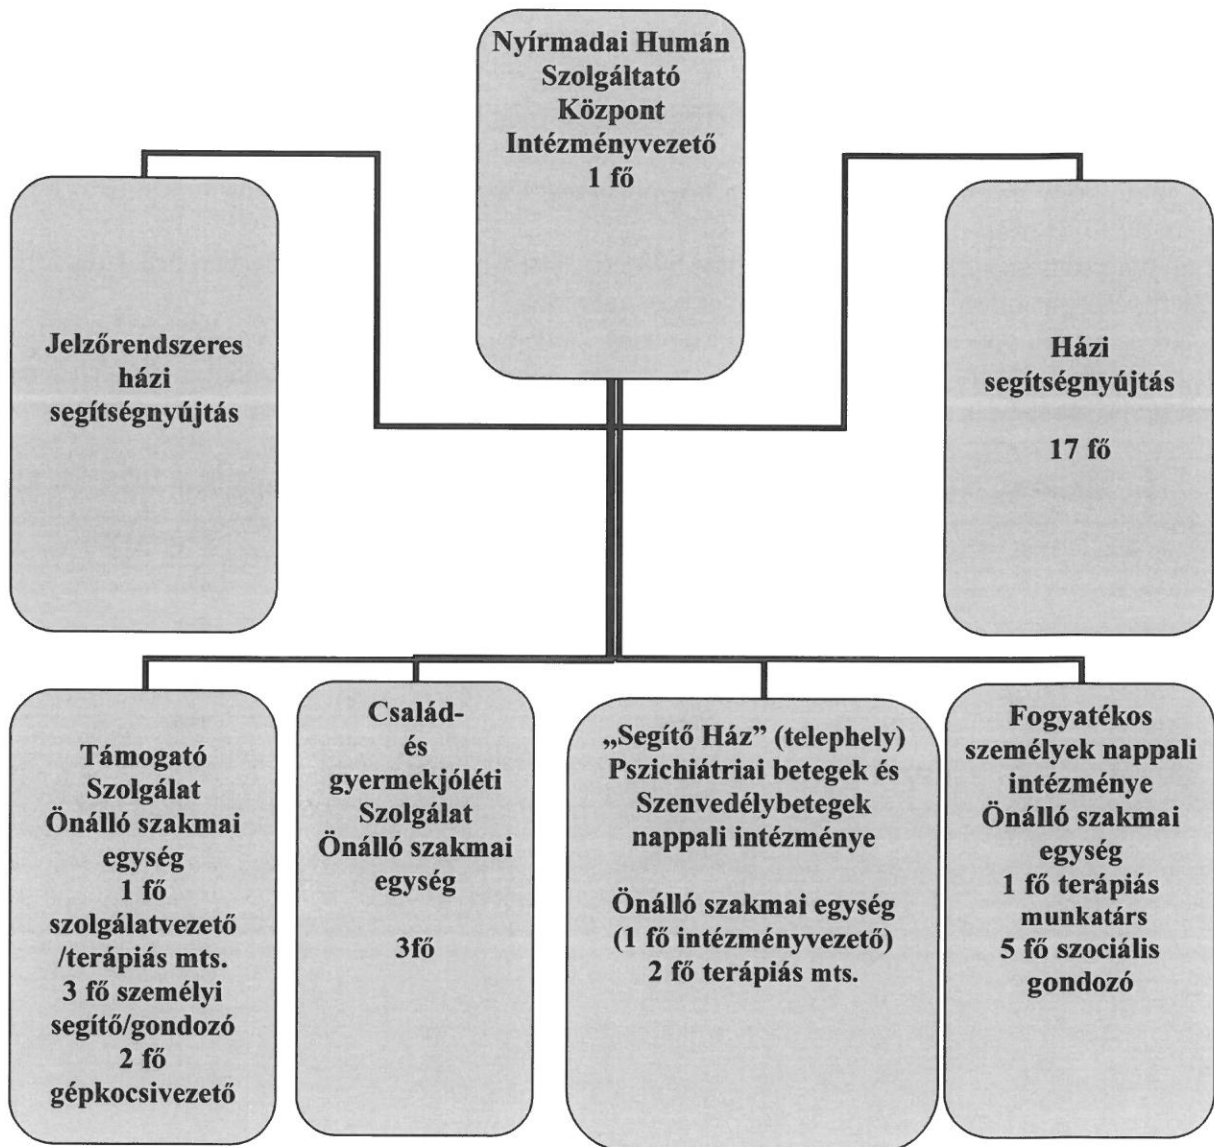 Nyírmadai Humán
Szolgáltató
Központ
Intézményvezető
1 fő
Jelzőrendszeres
házi
segítségnyújtás
Házi
segítségnyújtás
17 fő
Támogató
Szolgálat
Önálló szakmai
egység
1 fő
szolgálatvezető
/terápiás mts.
3 fő személyi
segítő/gondozó
2 fő
gépkocsivezető
Család-
és
gyermekjóléti
Szolgálat
Önálló szakmai
egység
3fő
„Segítő Ház” (telephely)
Pszichiátriai betegek és
Szenvedélybetegek
nappali intézménye
Önálló szakmai egység
(1 fő intézményvezető)
2 fő terápiás mts.
Fogyatékos
személyek nappali
intézménye
Önálló szakmai
egység
1 fő terápiás
munkatárs
5 fő szociális
gondozó